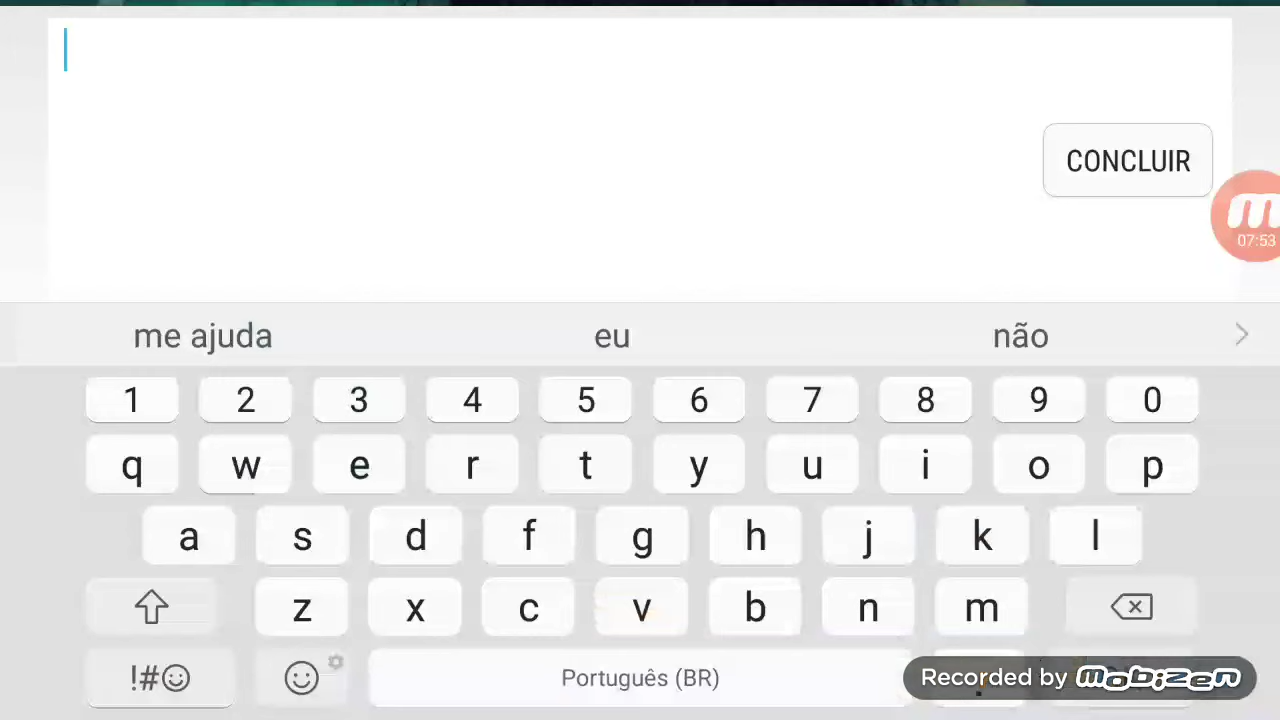 CONCLUIR
07:53
me ajuda eu não
1 2 3 4 5 6 7 8 9 0
q w e r t y u i o p
a s d f g h j k l
z x c v b n m
!#☺ Português (BR)
Recorded by mobizen